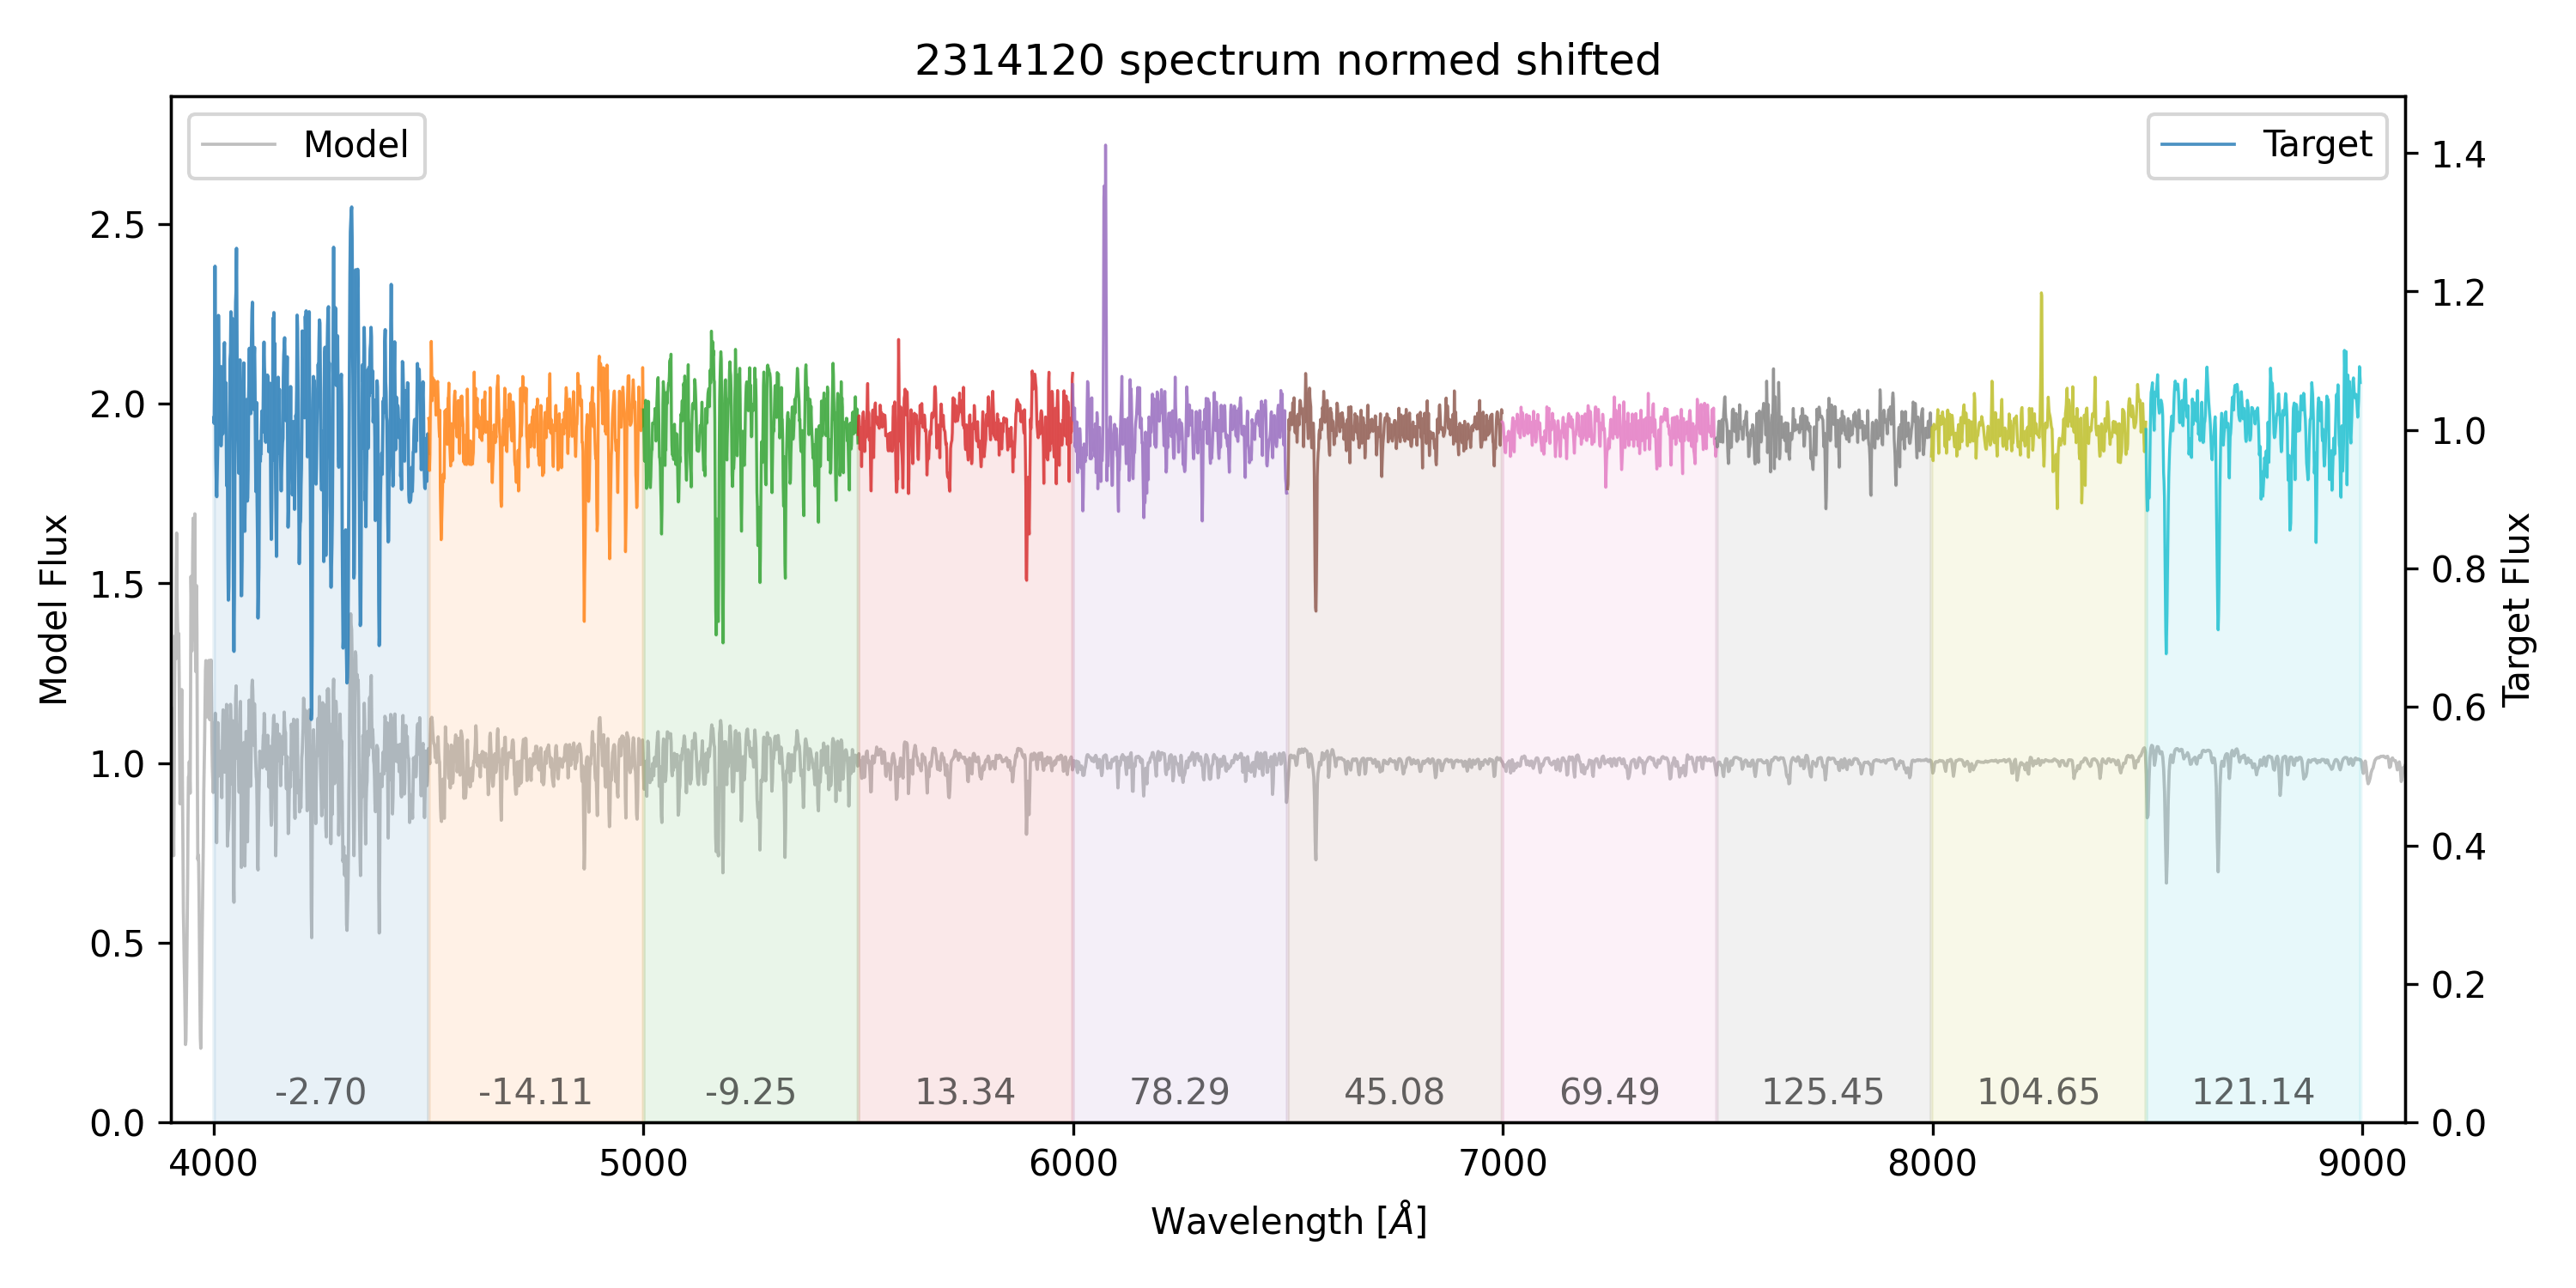 2314120 spectrum normed shifted
Model
Target
Model Flux
2.5
2.0
1.5
1.0
0.5
0.0
1.4
1.2
1.0
0.8
0.6
0.4
0.2
0.0
Target Flux
-2.70 -14.11 -9.25 13.34 78.29 45.08 69.49 125.45 104.65 121.14
4000 5000 6000 7000 8000 9000
Wavelength [Å]